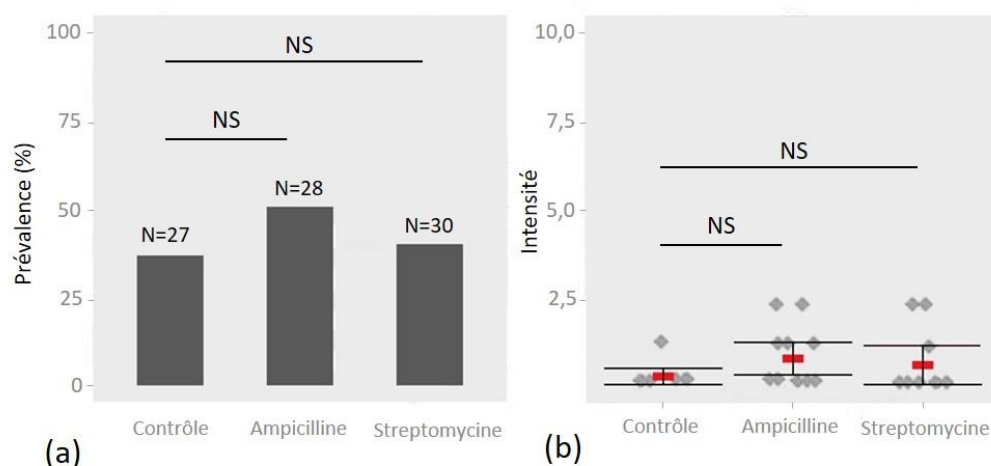 100
75
50
25
0
Prévalence (%)
NS
NS
N=27
N=28
N=30
Contrôle
Ampicilline
Streptomycine
(a)
10,0
7,5
5,0
2,5
Intensité
NS
NS
Contrôle
Ampicilline
Streptomycine
(b)